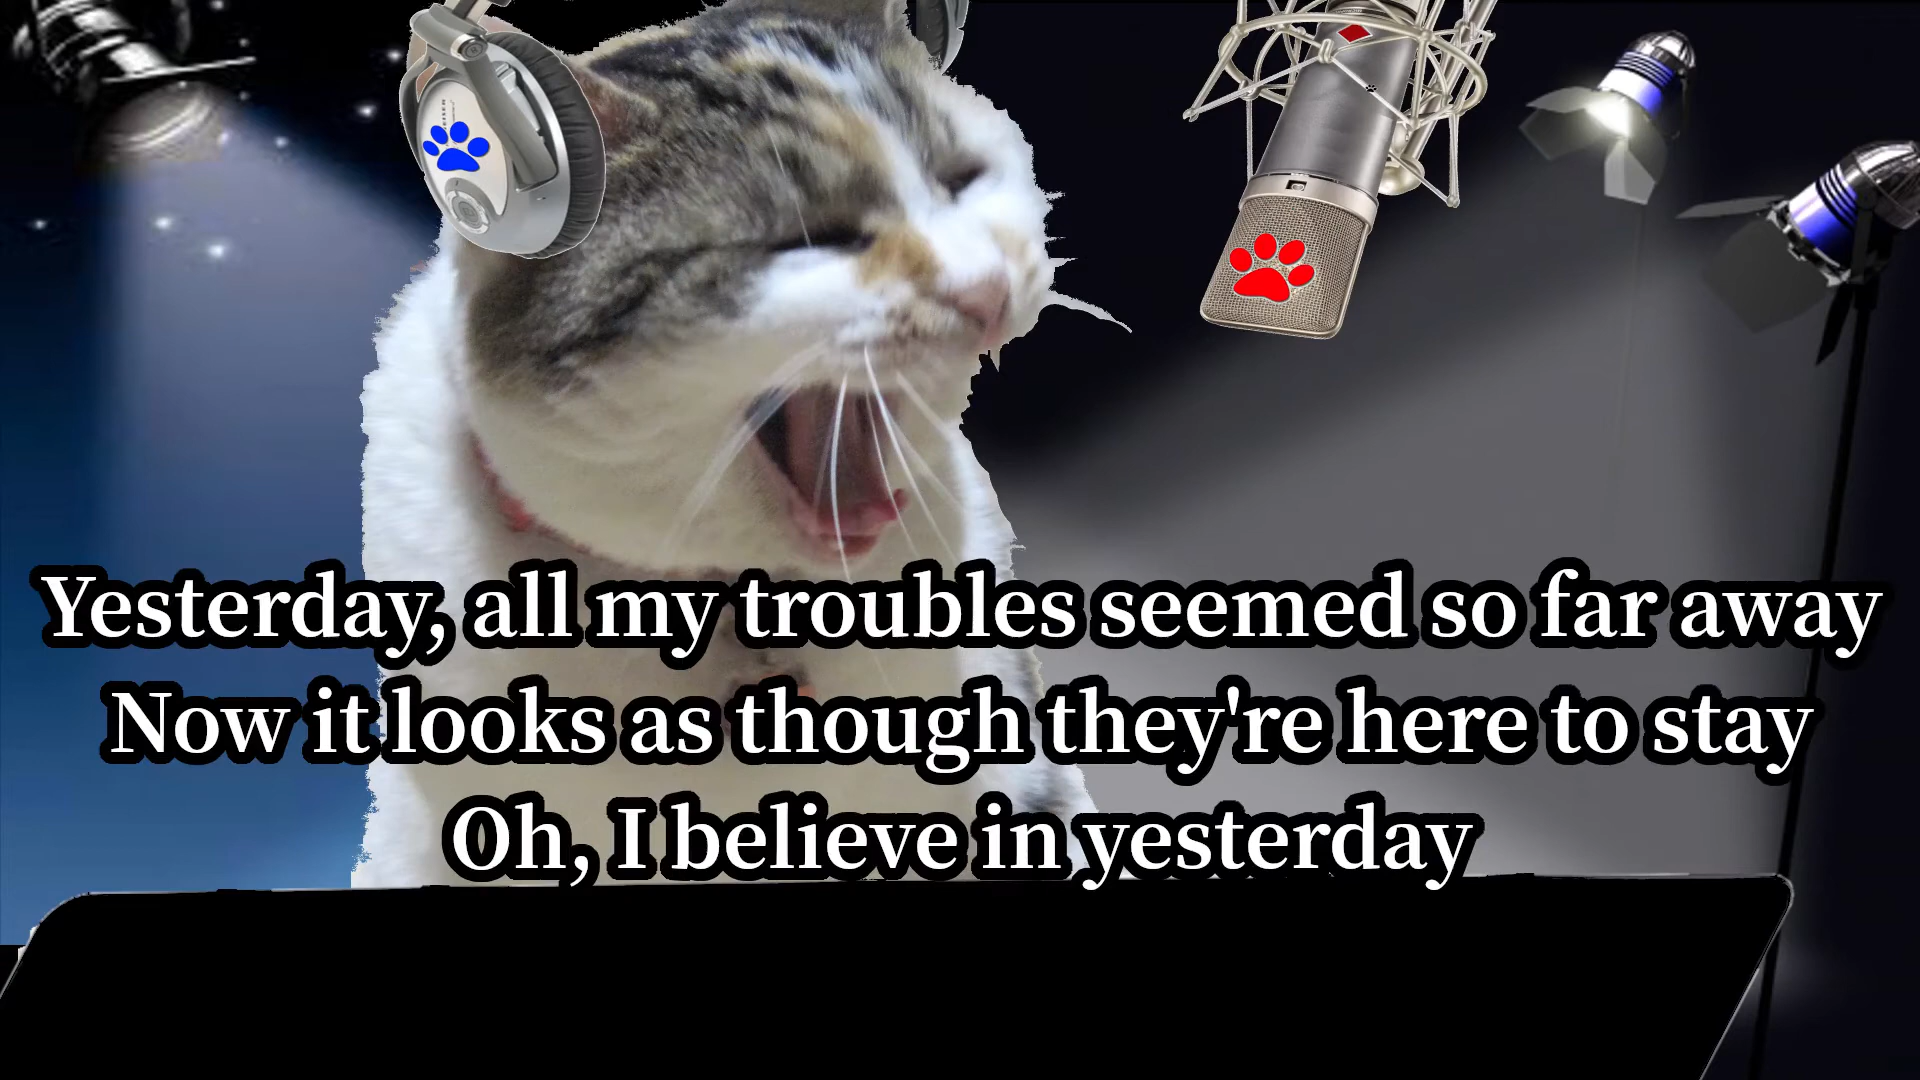 Yesterday, all my troubles seemed so far away
Now it looks as though they're here to stay
Oh, I believe in yesterday